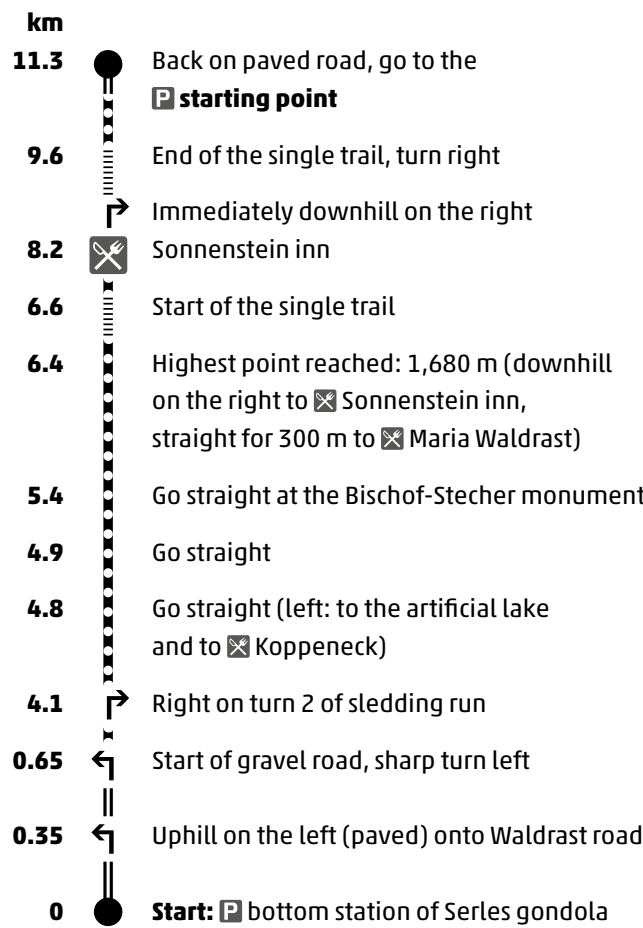 km
11.3 Back on paved road, go to the
P starting point
9.6 End of the single trail, turn right
Immediately downhill on the right
8.2 Sonnenstein inn
6.6 Start of the single trail
6.4 Highest point reached: 1,680 m (downhill
on the right to Sonnenstein inn,
straight for 300 m to Maria Waldrast)
5.4 Go straight at the Bischof-Stecher monument
4.9 Go straight
4.8 Go straight (left: to the artificial lake
and to Koppeneck)
4.1 Right on turn 2 of sledding run
0.65 Start of gravel road, sharp turn left
0.35 Uphill on the left (paved) onto Waldrast road
0 Start: P bottom station of Serles gondola